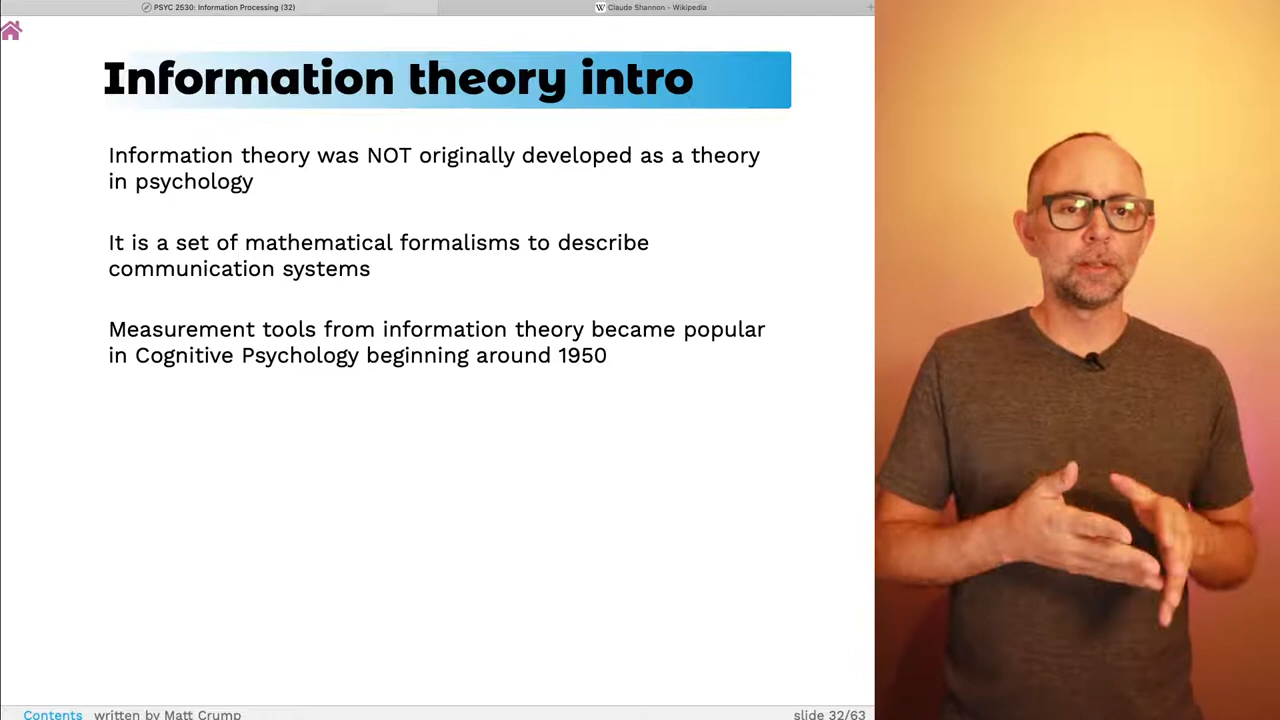 PSYC 2530: Information Processing (32)
Claude Shannon - Wikipedia
Information theory intro
Information theory was NOT originally developed as a theory
in psychology
It is a set of mathematical formalisms to describe
communication systems
Measurement tools from information theory became popular
in Cognitive Psychology beginning around 1950
Contents written by Matt Crump
slide 32/63